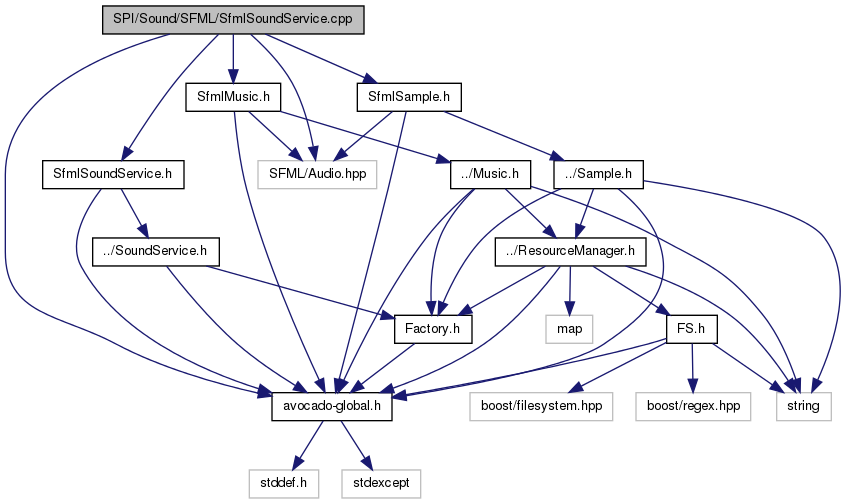 SPI/Sound/SFML/SfmlSoundService.cpp
SfmlMusic.h
SfmlSample.h
SfmlSoundService.h
SFML/Audio.hpp
../Music.h
../Sample.h
../SoundService.h
../ResourceManager.h
Factory.h
map
FS.h
avocado-global.h
boost/filesystem.hpp
boost/regex.hpp
string
stddef.h
stdexcept